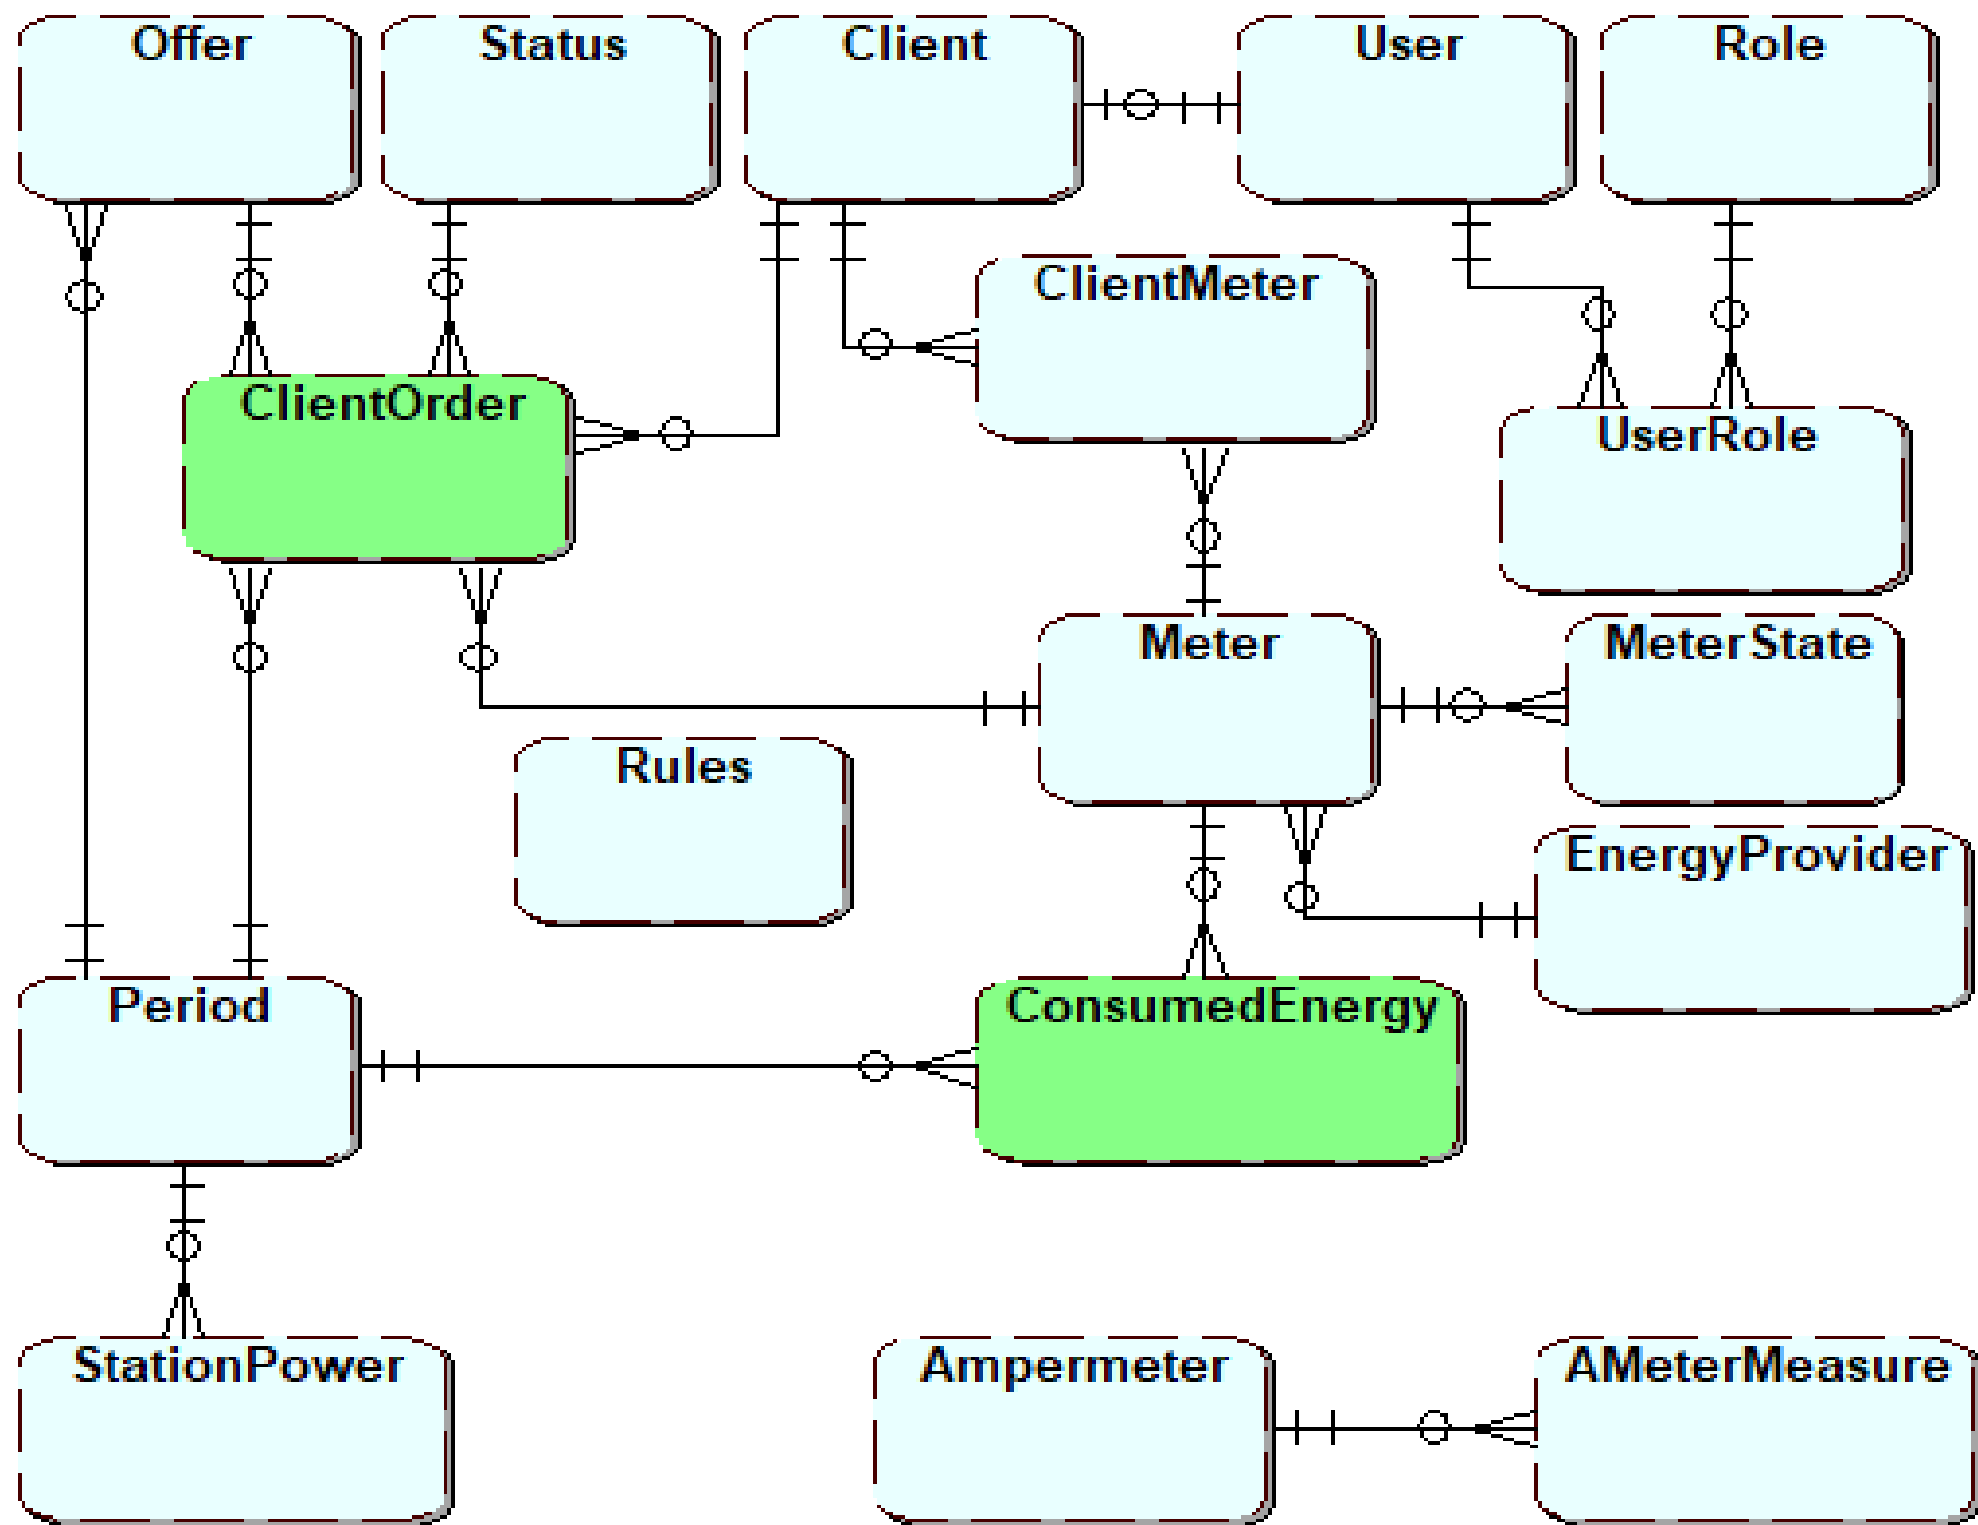 Offer
Status
Client
User
Role
ClientMeter
ClientOrder
UserRole
Meter
MeterState
Rules
EnergyProvider
Period
ConsumedEnergy
StationPower
Ampermeter
AMeterMeasure